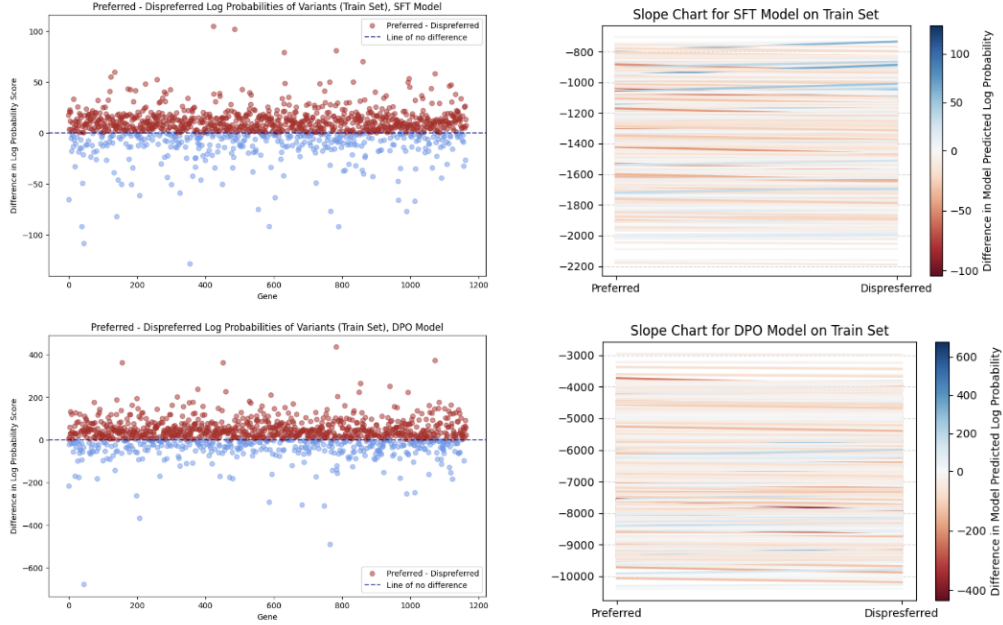 Preferred - Dispreferred Log Probabilities of Variants (Train Set), SFT Model
Difference in Log Probability Score
100
50
0
−50
−100
Preferred - Dispreferred
Line of no difference
0
200
400
600
800
1000
1200
Gene
Slope Chart for SFT Model on Train Set
−800
−1000
−1200
−1400
−1600
−1800
−2000
−2200
Preferred
Dispresferred
100
50
0
−50
−100
Difference in Model Predicted Log Probability
Preferred - Dispreferred Log Probabilities of Variants (Train Set), DPO Model
Difference in Log Probability Score
400
200
0
−200
−400
−600
Preferred - Dispreferred
Line of no difference
0
200
400
600
800
1000
1200
Gene
Slope Chart for DPO Model on Train Set
−3000
−4000
−5000
−6000
−7000
−8000
−9000
−10000
Preferred
Dispresferred
600
400
200
0
−200
−400
Difference in Model Predicted Log Probability